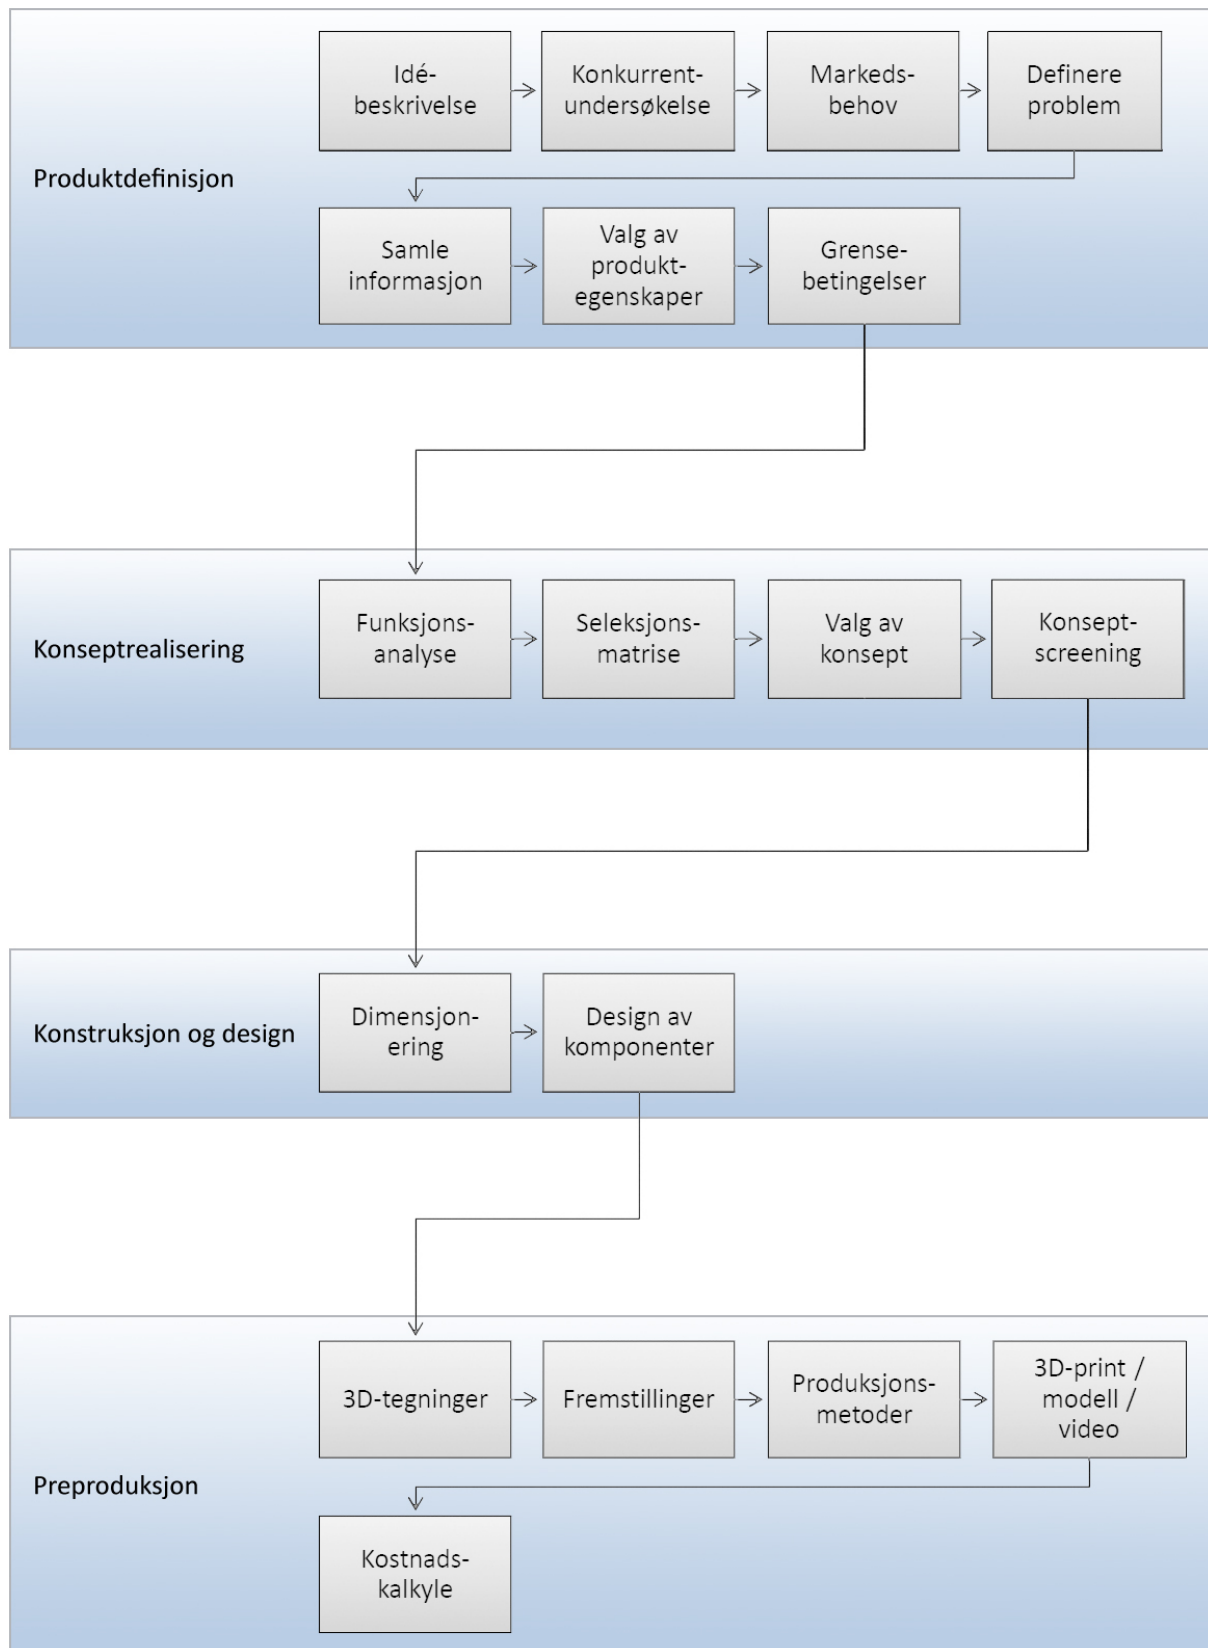 Produktdefinisjon
Idé-
beskrivelse
Konkurrent-
undersøkelse
Markeds-
behov
Definere
problem
Samle
informasjon
Valg av
produkt-
egenskaper
Grense-
betingelser
Konseptrealisering
Funksjons-
analyse
Seleksjons-
matrise
Valg av
konsept
Konsept-
screening
Konstruksjon og design
Dimensjon-
ering
Design av
komponenter
Preproduksjon
3D-tegninger
Fremstillinger
Produksjons-
metoder
3D-print /
modell /
video
Kostnads-
kalkyle